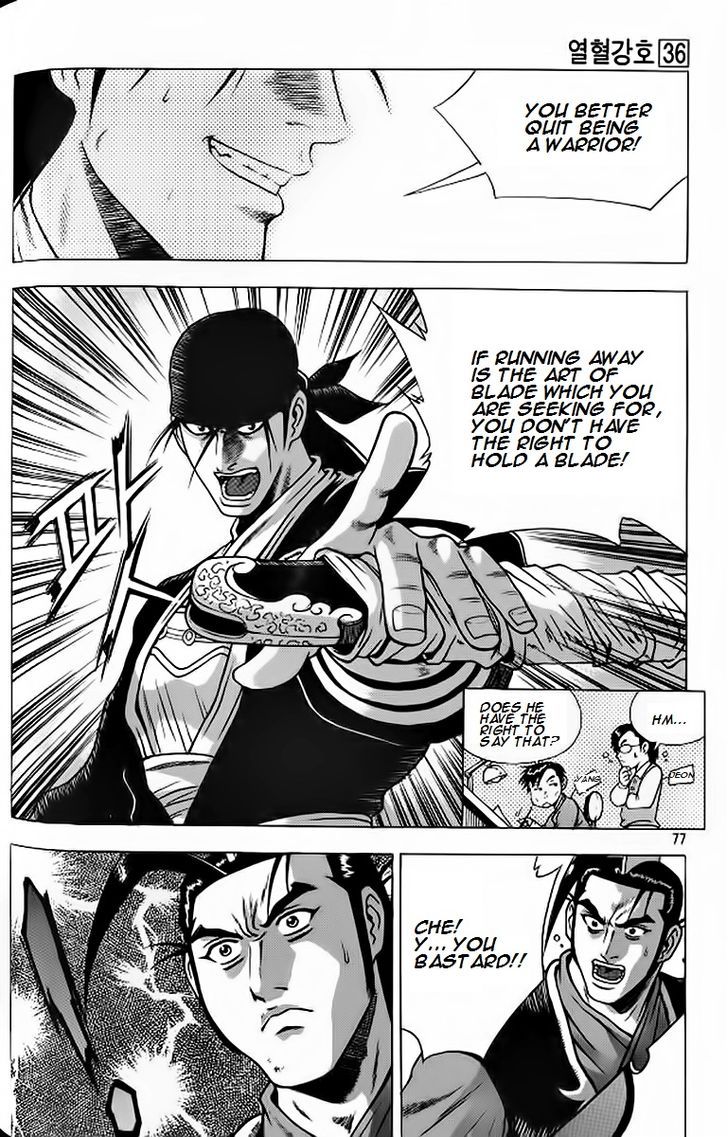 열혈강호 36
YOU BETTER
QUIT BEING
A WARRIOR!
IF RUNNING AWAY
IS THE ART OF
BLADE WHICH YOU
ARE SEEKING FOR,
YOU DON'T HAVE
THE RIGHT TO
HOLD A BLADE!
DOES HE
HAVE THE
RIGHT TO
SAY THAT?
HM...
YANG
JEON
77
CHE!
Y... YOU
BASTARD!!